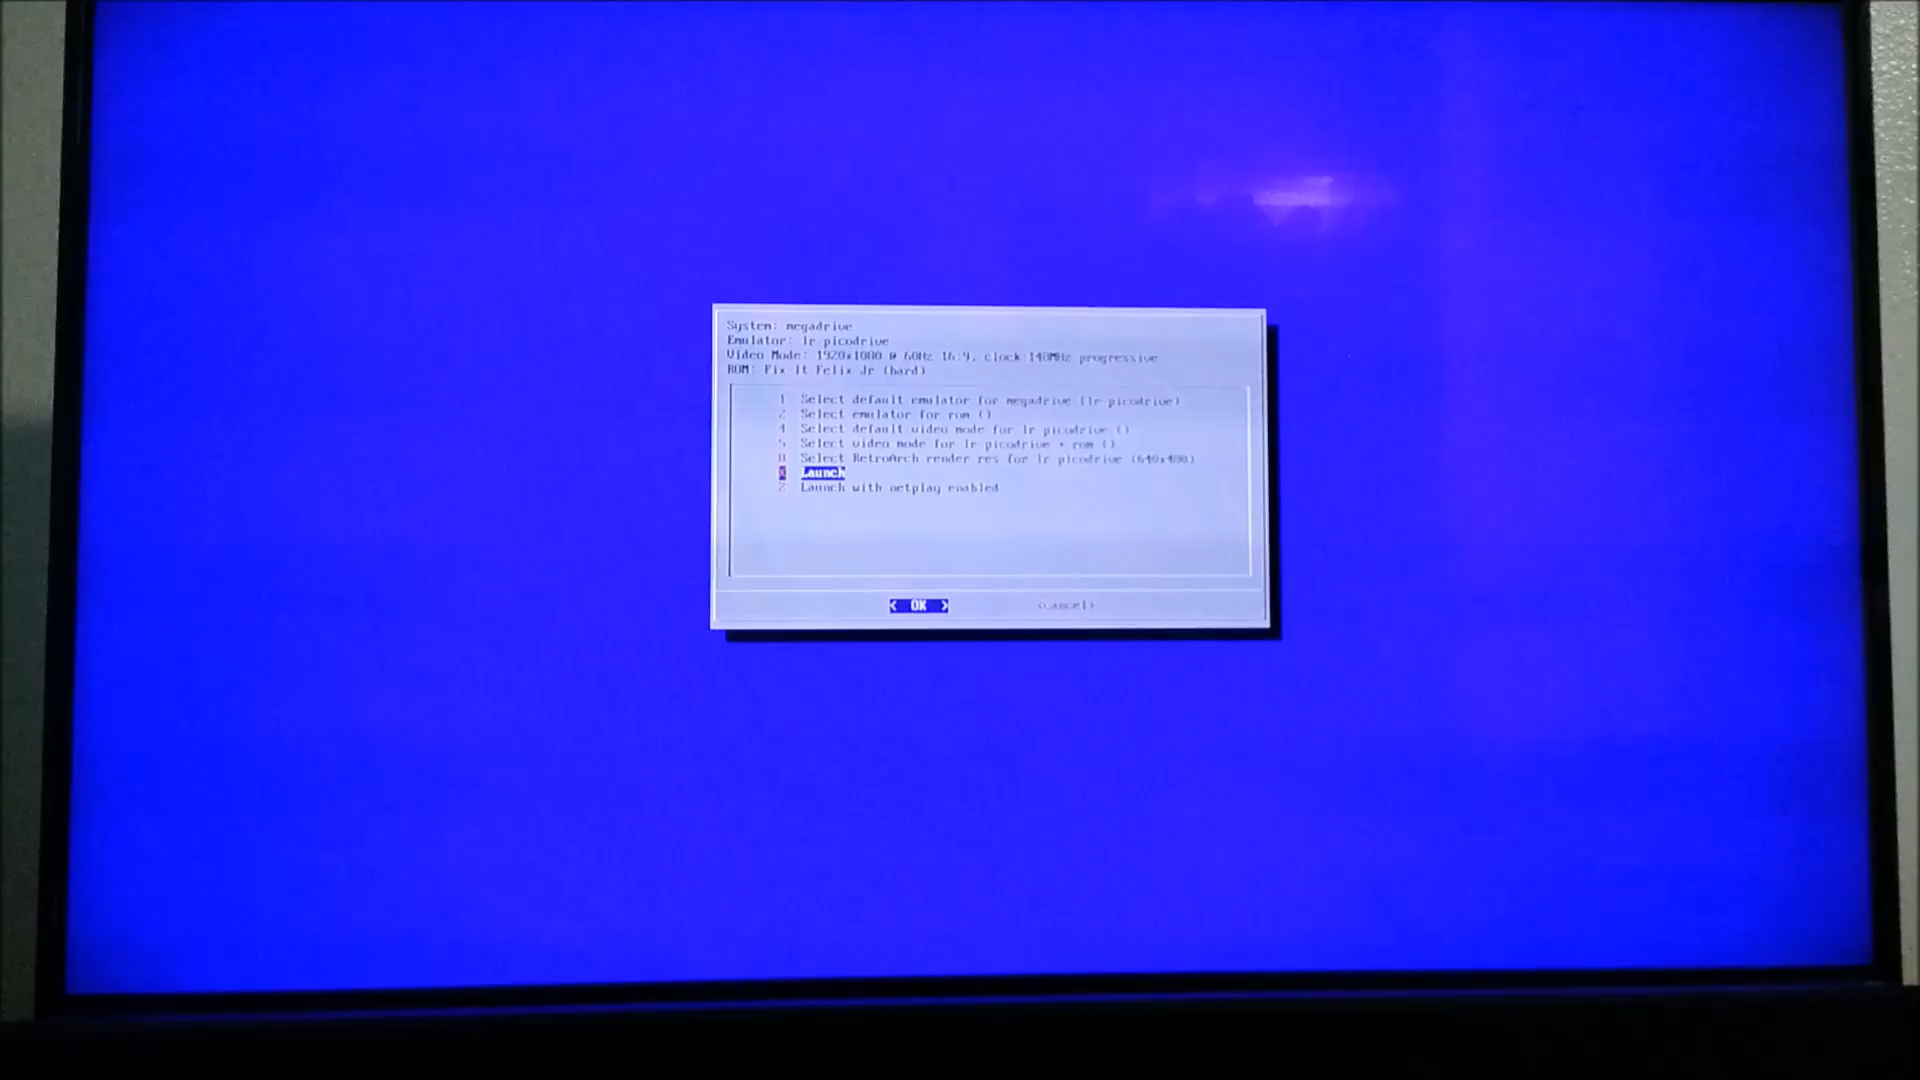 System: megadrive
Emulator: lr-picodrive
Video Mode: 1920x1080 @ 60Hz 16:9, clock:148MHz progressive
ROM: Fix-It Felix Jr (hard)
1 Select default emulator for megadrive (lr-picodrive)
2 Select emulator for rom ()
4 Select default video mode for lr-picodrive ()
5 Select video mode for lr-picodrive + rom ()
8 Select RetroArch render res for lr-picodrive (640x480)
X Launch
Z Launch with netplay enabled
< OK > <Cancel>